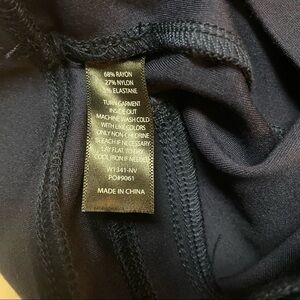 68% RAYON
27% NYLON
5% ELASTANE
TURN GARMENT
INSIDE OUT
MACHINE WASH COLD
WITH LIKE COLORS
ONLY NON-CHLORINE
BLEACH IF NECESSARY
LAY FLAT TO DRY
COOL IRON IF NEEDED
W1341-NV
PO#9061
MADE IN CHINA